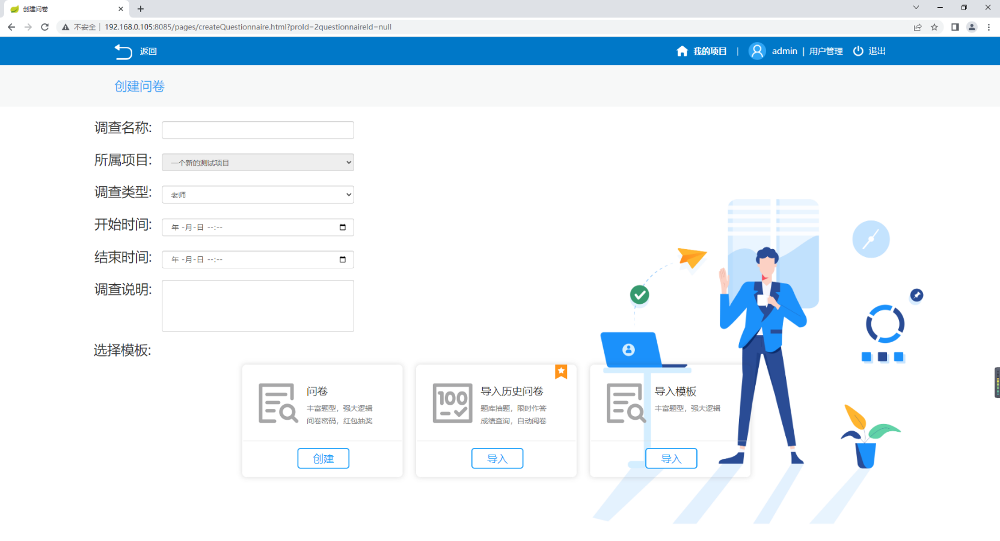 创建问卷
不安全 192.168.0.105:8085/pages/createQuestionnaire.html?proId=2questionnaireId=null
返回 我的项目 | admin | 用户管理 退出
创建问卷
调查名称:
所属项目: 一个新的测试项目
调查类型: 老师
开始时间: 年 -月-日 --:--
结束时间: 年 -月-日 --:--
调查说明:
选择模板:
问卷
丰富题型，强大逻辑
问卷密码，红包抽奖
创建
100
导入历史问卷
题库抽题，限时作答
成绩查询，自动阅卷
导入
导入模板
丰富题型，强大逻辑
导入